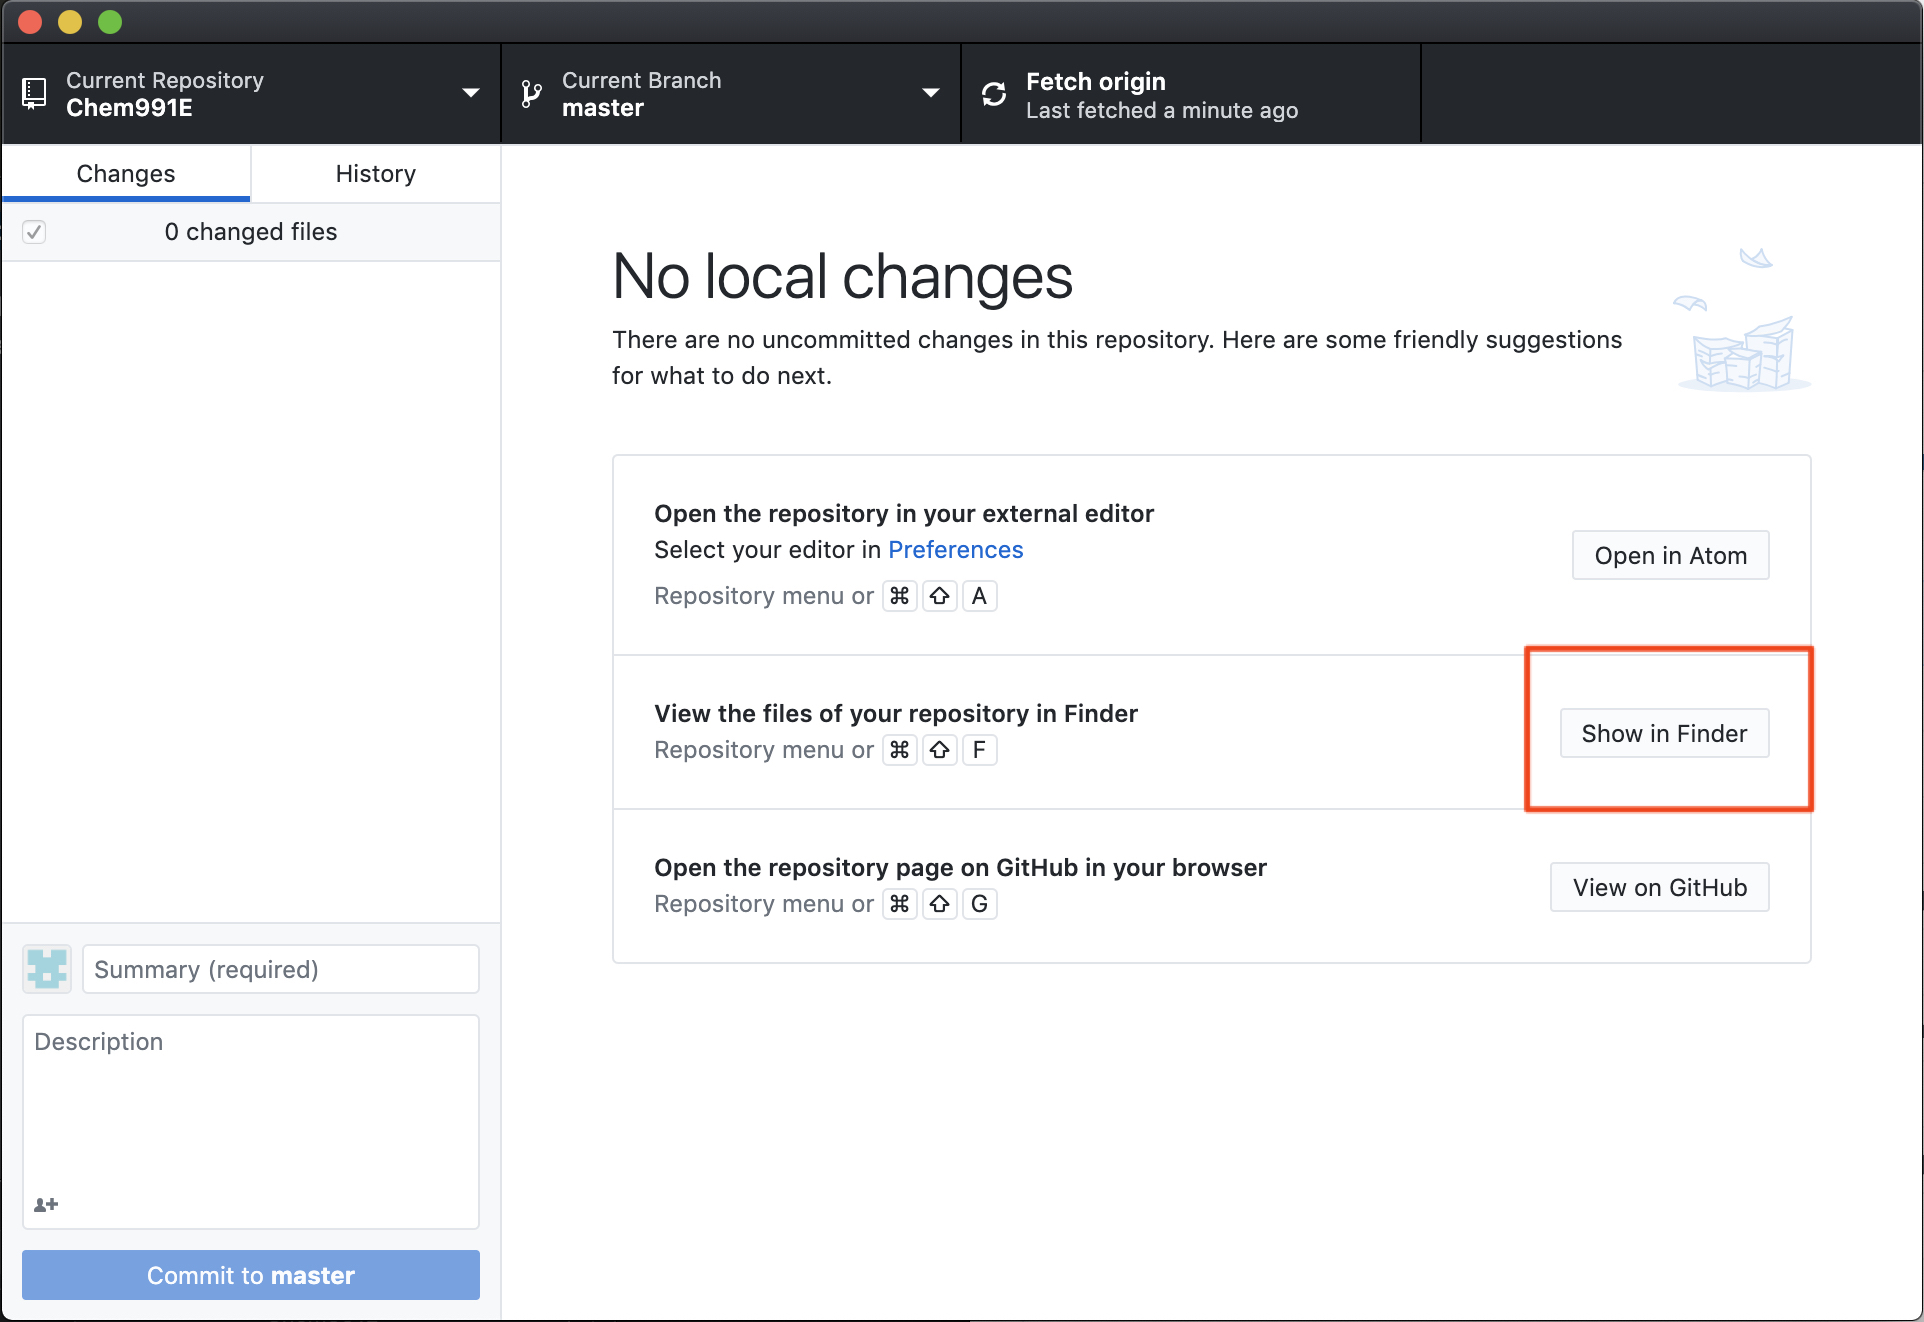 Current Repository
Chem991E
Current Branch
master
Fetch origin
Last fetched a minute ago
Changes
History
0 changed files
No local changes
There are no uncommitted changes in this repository. Here are some friendly suggestions
for what to do next.
Open the repository in your external editor
Select your editor in Preferences
Repository menu or ⌘ ⇧ A
Open in Atom
View the files of your repository in Finder
Repository menu or ⌘ ⇧ F
Show in Finder
Open the repository page on GitHub in your browser
Repository menu or ⌘ ⇧ G
View on GitHub
Summary (required)
Description
Commit to master